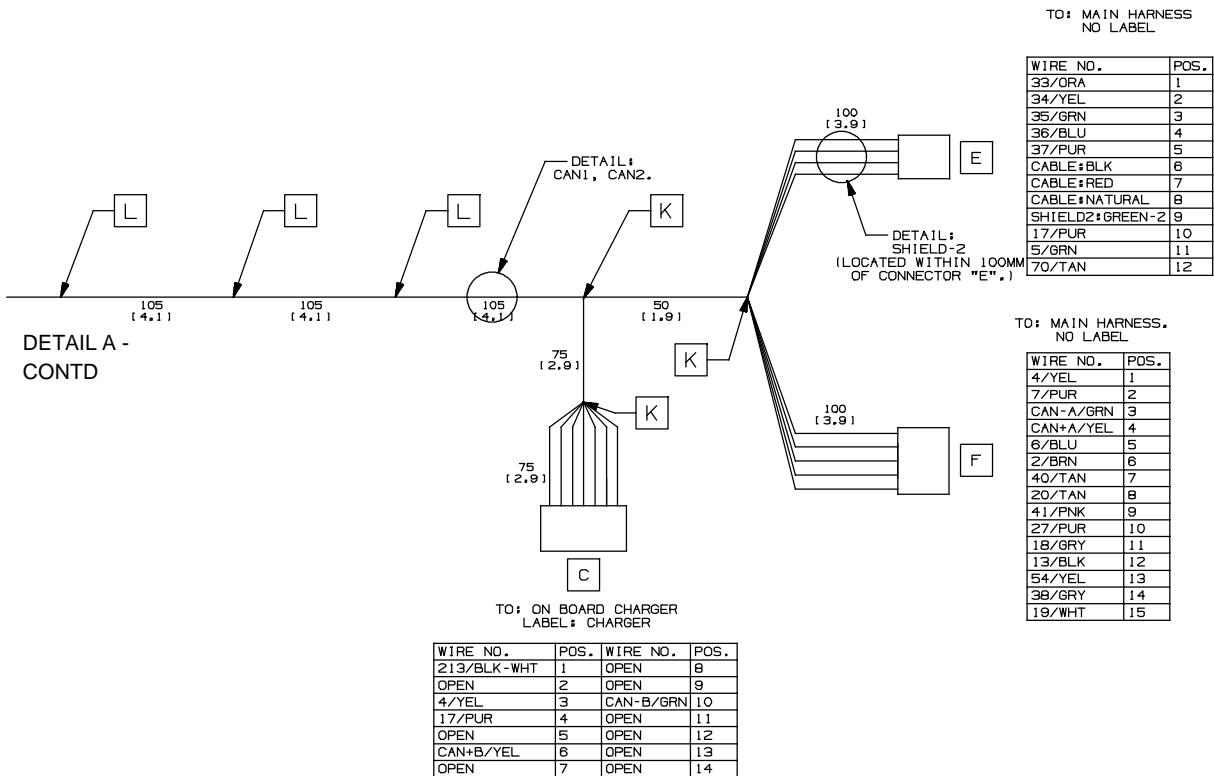 TO: MAIN HARNESS
NO LABEL
WIRE NO. POS.
33/ORA 1
34/YEL 2
35/GRN 3
36/BLU 4
37/PUR 5
CABLE:BLK 6
CABLE:RED 7
CABLE:NATURAL 8
SHIELD2:GREEN-2 9
17/PUR 10
5/GRN 11
70/TAN 12
100
[3.9]
E
DETAIL:
CAN1, CAN2.
L
L
L
K
DETAIL:
SHIELD-2
(LOCATED WITHIN 100MM
OF CONNECTOR "E".)
105
[4.1]
105
[4.1]
105
[4.1]
50
[1.9]
DETAIL A -
CONTD
75
[2.9]
K
K
TO: MAIN HARNESS.
NO LABEL
WIRE NO. POS.
4/YEL 1
7/PUR 2
CAN-A/GRN 3
CAN+A/YEL 4
6/BLU 5
2/BRN 6
40/TAN 7
20/TAN 8
41/PNK 9
27/PUR 10
18/GRY 11
13/BLK 12
54/YEL 13
38/GRY 14
19/WHT 15
100
[3.9]
F
75
[2.9]
C
TO: ON BOARD CHARGER
LABEL: CHARGER
WIRE NO. POS. WIRE NO. POS.
213/BLK-WHT 1 OPEN 8
OPEN 2 OPEN 9
4/YEL 3 CAN-B/GRN 10
17/PUR 4 OPEN 11
OPEN 5 OPEN 12
CAN+B/YEL 6 OPEN 13
OPEN 7 OPEN 14